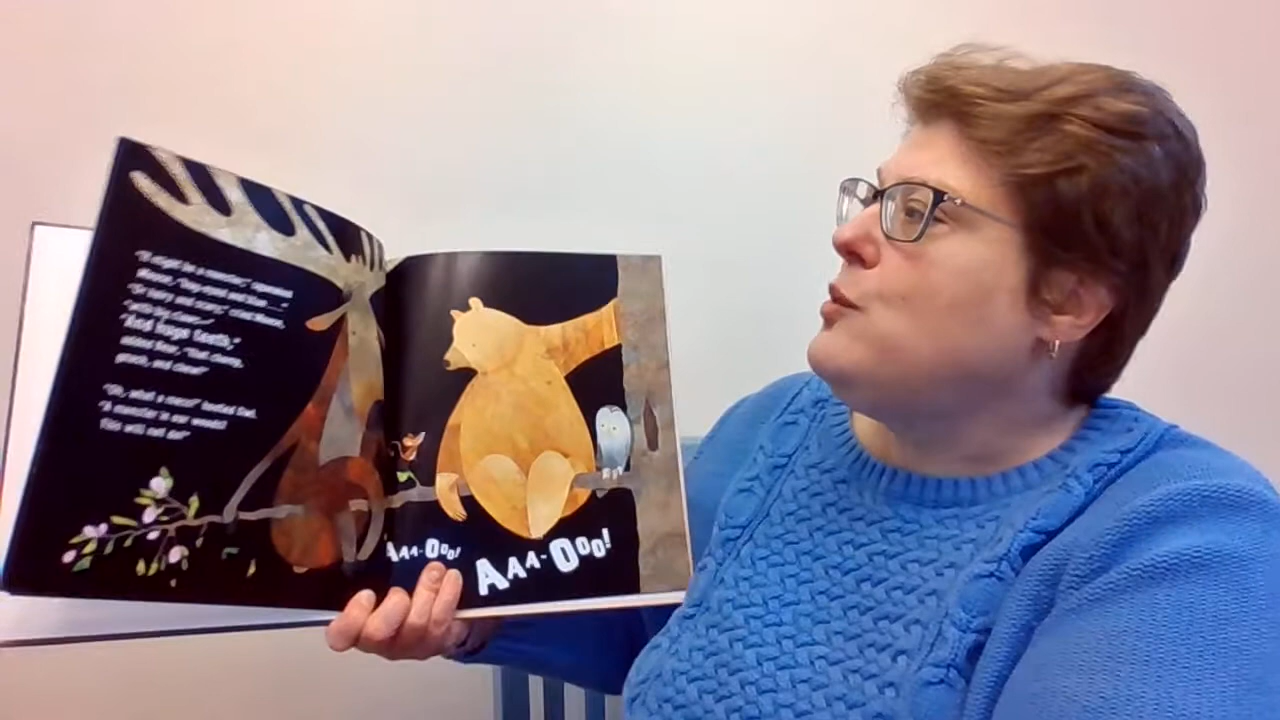 "It might be a monster," squeaked
Mouse, "bug-eyed and blue . . ."
"Or hairy and scary," cried Moose,
"with big claws—"
"And huge teeth,"
added Bear, "that chomp,
gnash, and chew!"
"Oh, what a mess!" hooted Owl.
"A monster in our woods!
This will not do!"
AAA-OOO!
AAA-OOO!